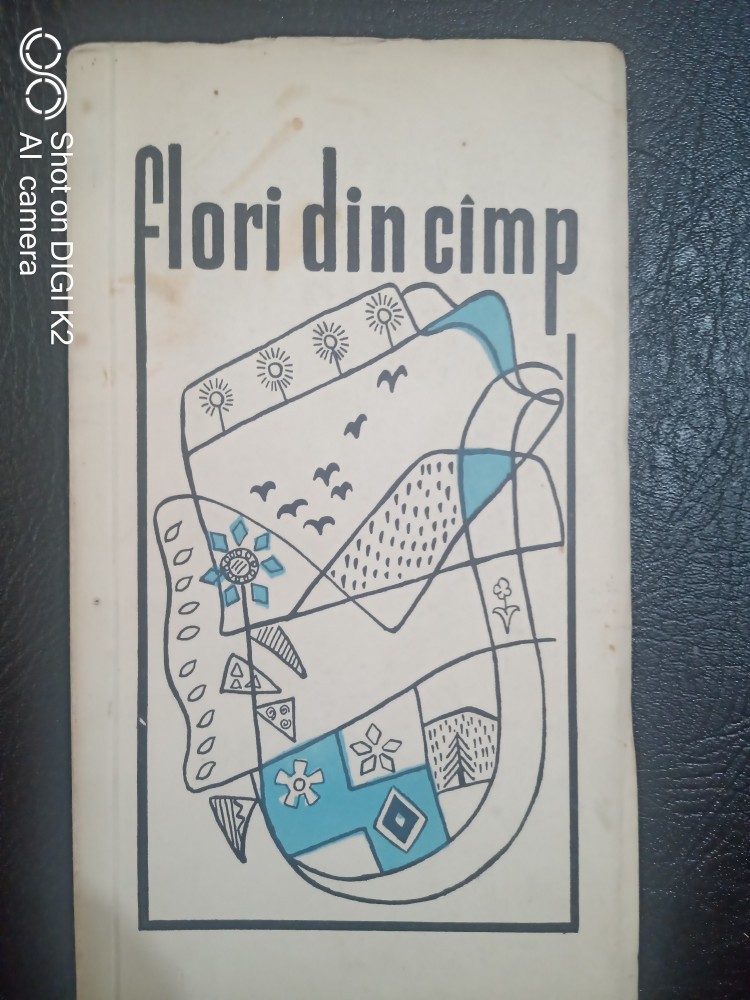 flori din cîmp
Shot on DIGI K2
AI camera